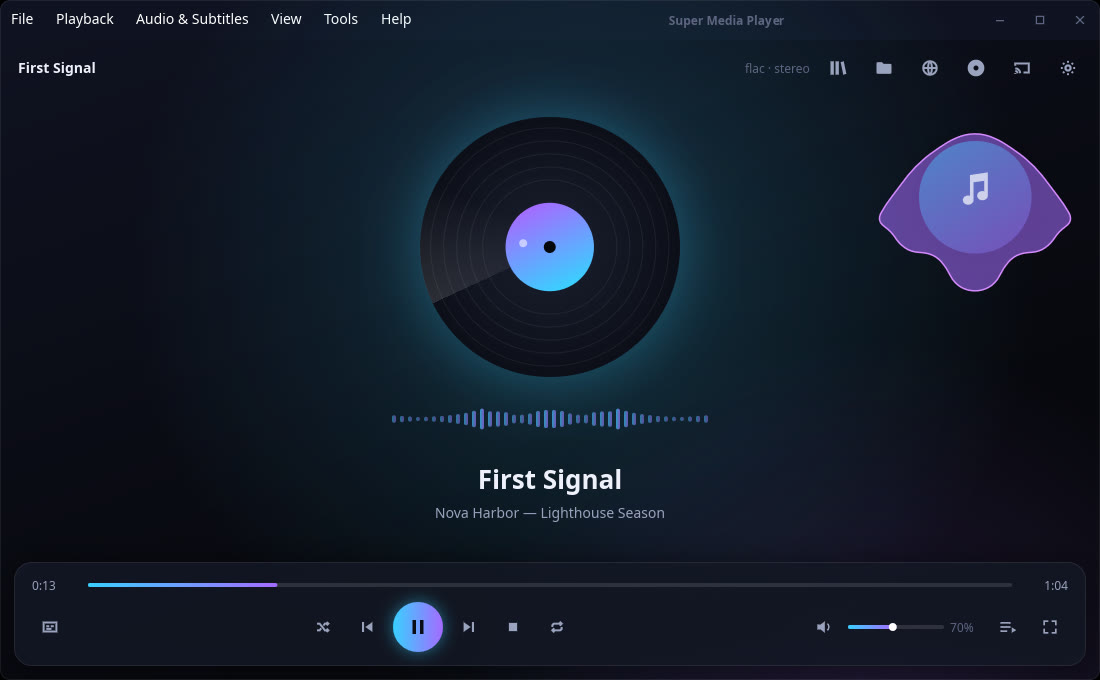 File Playback Audio & Subtitles View Tools Help Super Media Player
First Signal flac · stereo
First Signal
Nova Harbor — Lighthouse Season
0:13 1:04
70%